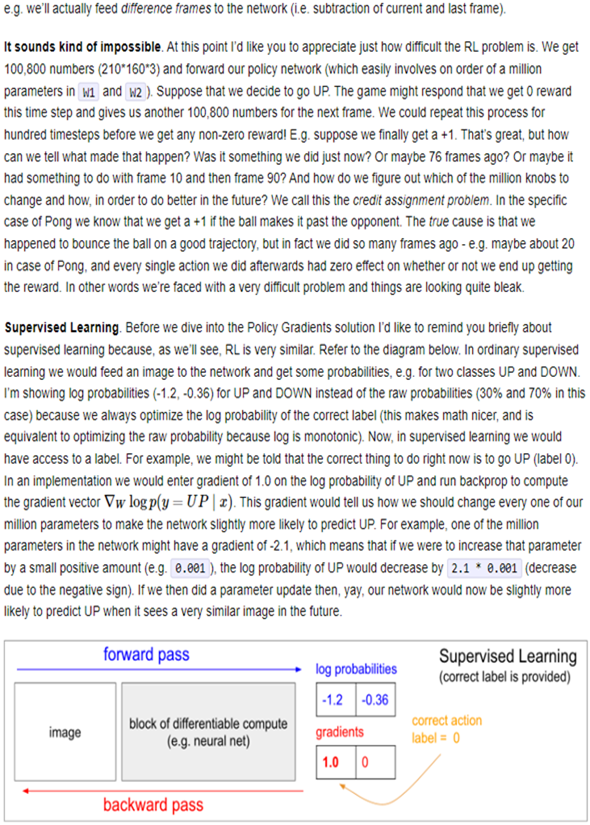 e.g. we'll actually feed difference frames to the network (i.e. subtraction of current and last frame).
It sounds kind of impossible. At this point I'd like you to appreciate just how difficult the RL problem is. We get
100,800 numbers (210*160*3) and forward our policy network (which easily involves on order of a million
parameters in W1 and W2 ). Suppose that we decide to go UP. The game might respond that we get 0 reward
this time step and gives us another 100,800 numbers for the next frame. We could repeat this process for
hundred timesteps before we get any non-zero reward! E.g. suppose we finally get a +1. That's great, but how
can we tell what made that happen? Was it something we did just now? Or maybe 76 frames ago? Or maybe it
had something to do with frame 10 and then frame 90? And how do we figure out which of the million knobs to
change and how, in order to do better in the future? We call this the credit assignment problem. In the specific
case of Pong we know that we get a +1 if the ball makes it past the opponent. The true cause is that we
happened to bounce the ball on a good trajectory, but in fact we did so many frames ago - e.g. maybe about 20
in case of Pong, and every single action we did afterwards had zero effect on whether or not we end up getting
the reward. In other words we're faced with a very difficult problem and things are looking quite bleak.
Supervised Learning. Before we dive into the Policy Gradients solution I'd like to remind you briefly about
supervised learning because, as we'll see, RL is very similar. Refer to the diagram below. In ordinary supervised
learning we would feed an image to the network and get some probabilities, e.g. for two classes UP and DOWN.
I'm showing log probabilities (-1.2, -0.36) for UP and DOWN instead of the raw probabilities (30% and 70% in this
case) because we always optimize the log probability of the correct label (this makes math nicer, and is
equivalent to optimizing the raw probability because log is monotonic). Now, in supervised learning we would
have access to a label. For example, we might be told that the correct thing to do right now is to go UP (label 0).
In an implementation we would enter gradient of 1.0 on the log probability of UP and run backprop to compute
the gradient vector ∇W log p(y = UP | x). This gradient would tell us how we should change every one of our
million parameters to make the network slightly more likely to predict UP. For example, one of the million
parameters in the network might have a gradient of -2.1, which means that if we were to increase that parameter
by a small positive amount (e.g. 0.001 ), the log probability of UP would decrease by 2.1 * 0.001 (decrease
due to the negative sign). If we then did a parameter update then, yay, our network would now be slightly more
likely to predict UP when it sees a very similar image in the future.
forward pass
Supervised Learning
(correct label is provided)
log probabilities
-1.2 -0.36
image
block of differentiable compute
(e.g. neural net)
gradients
1.0 0
correct action
label = 0
backward pass